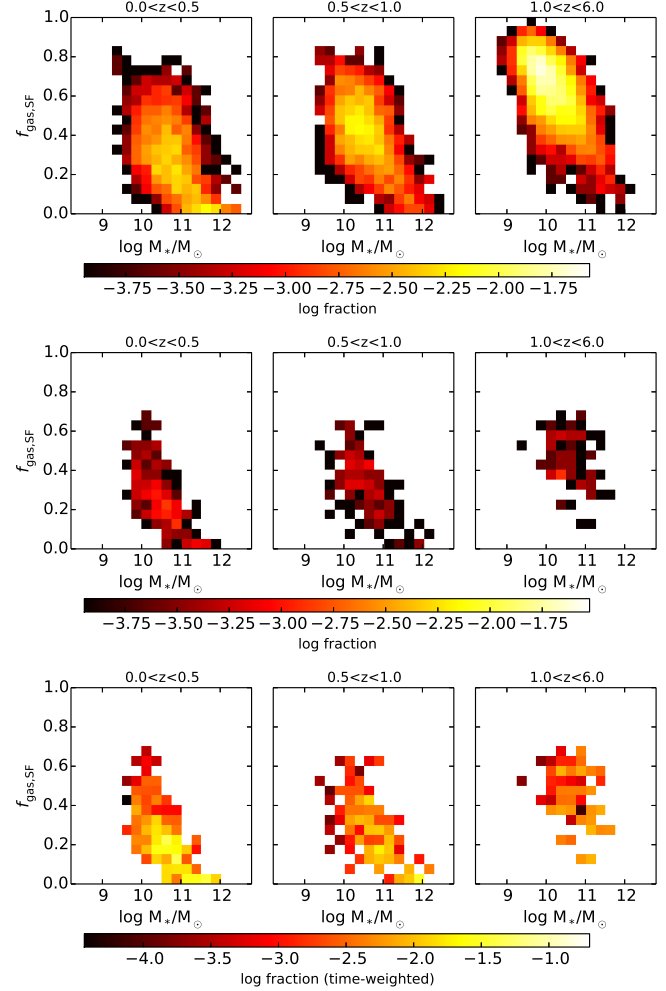 0.0<z<0.5 0.5<z<1.0 1.0<z<6.0
1.0
0.8
0.6
0.4
0.2
0.0
f_gas,SF
9 10 11 12 9 10 11 12 9 10 11 12
log M_*/M_⊙ log M_*/M_⊙ log M_*/M_⊙
−3.75 −3.50 −3.25 −3.00 −2.75 −2.50 −2.25 −2.00 −1.75
log fraction
0.0<z<0.5 0.5<z<1.0 1.0<z<6.0
1.0
0.8
0.6
0.4
0.2
0.0
f_gas,SF
9 10 11 12 9 10 11 12 9 10 11 12
log M_*/M_⊙ log M_*/M_⊙ log M_*/M_⊙
−3.75 −3.50 −3.25 −3.00 −2.75 −2.50 −2.25 −2.00 −1.75
log fraction
0.0<z<0.5 0.5<z<1.0 1.0<z<6.0
1.0
0.8
0.6
0.4
0.2
0.0
f_gas,SF
9 10 11 12 9 10 11 12 9 10 11 12
log M_*/M_⊙ log M_*/M_⊙ log M_*/M_⊙
−4.0 −3.5 −3.0 −2.5 −2.0 −1.5 −1.0
log fraction (time-weighted)